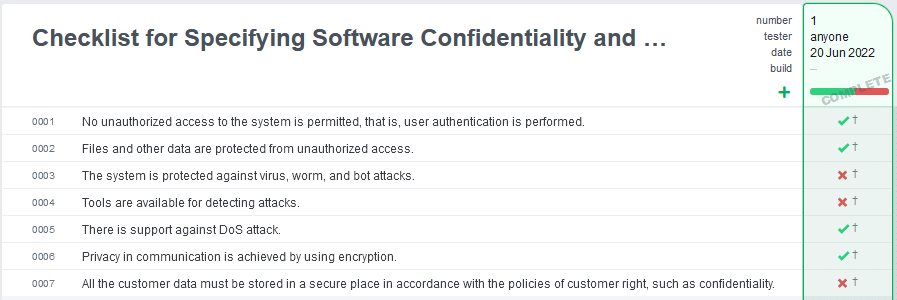 Checklist for Specifying Software Confidentiality and ...
number 1
tester anyone
date 20 Jun 2022
build –
+
COMPLETE
0001 No unauthorized access to the system is permitted, that is, user authentication is performed. ✔ †
0002 Files and other data are protected from unauthorized access. ✔ †
0003 The system is protected against virus, worm, and bot attacks. ✖ †
0004 Tools are available for detecting attacks. ✖ †
0005 There is support against DoS attack. ✔ †
0006 Privacy in communication is achieved by using encryption. ✔ †
0007 All the customer data must be stored in a secure place in accordance with the policies of customer right, such as confidentiality. ✖ †